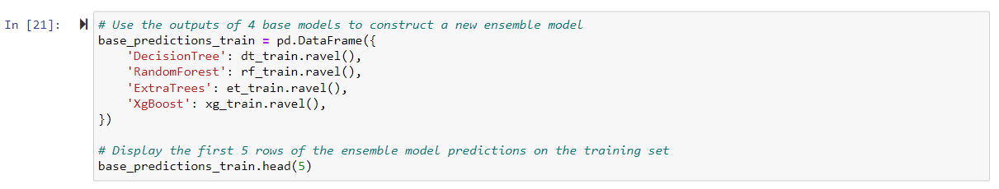 In [21]:
# Use the outputs of 4 base models to construct a new ensemble model
base_predictions_train = pd.DataFrame({
    'DecisionTree': dt_train.ravel(),
    'RandomForest': rf_train.ravel(),
    'ExtraTrees': et_train.ravel(),
    'XgBoost': xg_train.ravel(),
})

# Display the first 5 rows of the ensemble model predictions on the training set
base_predictions_train.head(5)